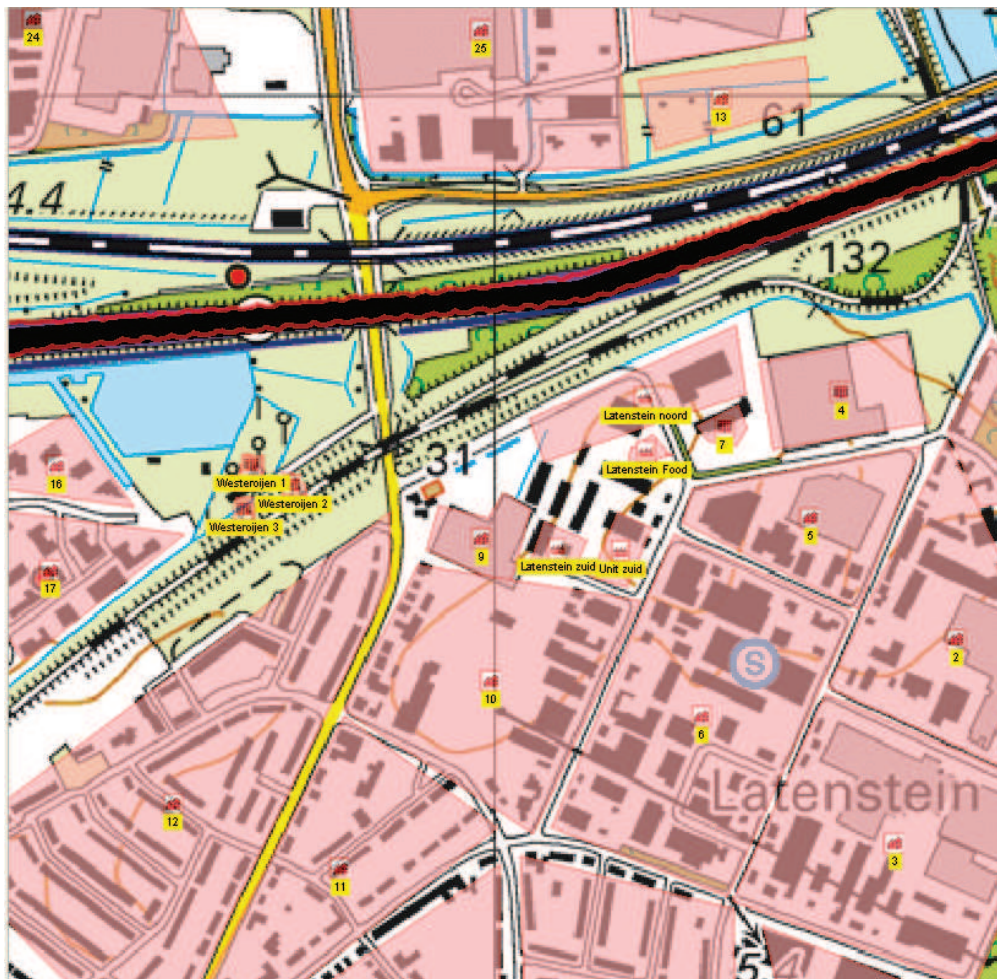 24
25
13
61
4.4
132
Latenstein noord
4
7
31
Latenstein Food
16
Westeroijen 1
Westeroijen 2
Westeroijen 3
9
5
Latenstein zuid
Unit zuid
17
S
2
10
6
Latenstein
12
3
11